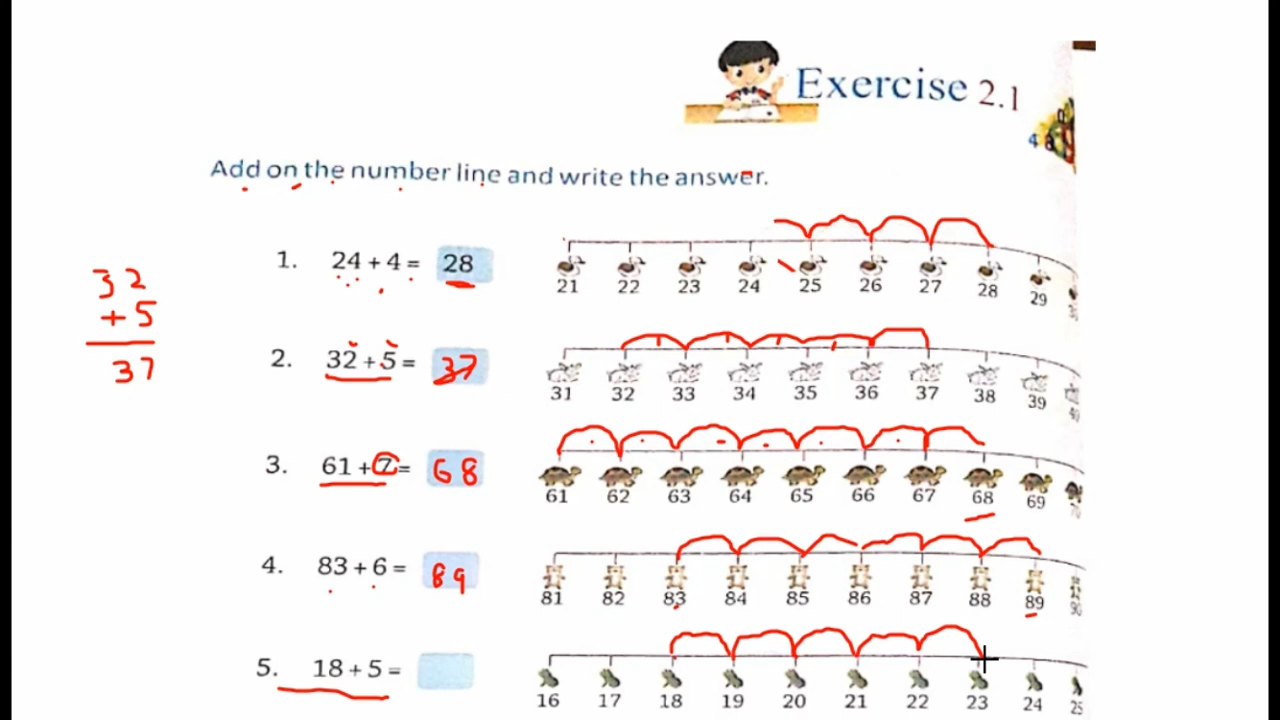 Exercise 2.1
Add on the number line and write the answer.
1. 24 + 4 = 28
21 22 23 24 25 26 27 28 29
32
+ 5
37
2. 32 + 5 = 37
31 32 33 34 35 36 37 38 39 40
3. 61 + 7 = 68
61 62 63 64 65 66 67 68 69 70
4. 83 + 6 = 89
81 82 83 84 85 86 87 88 89 90
5. 18 + 5 =
16 17 18 19 20 21 22 23 24 25